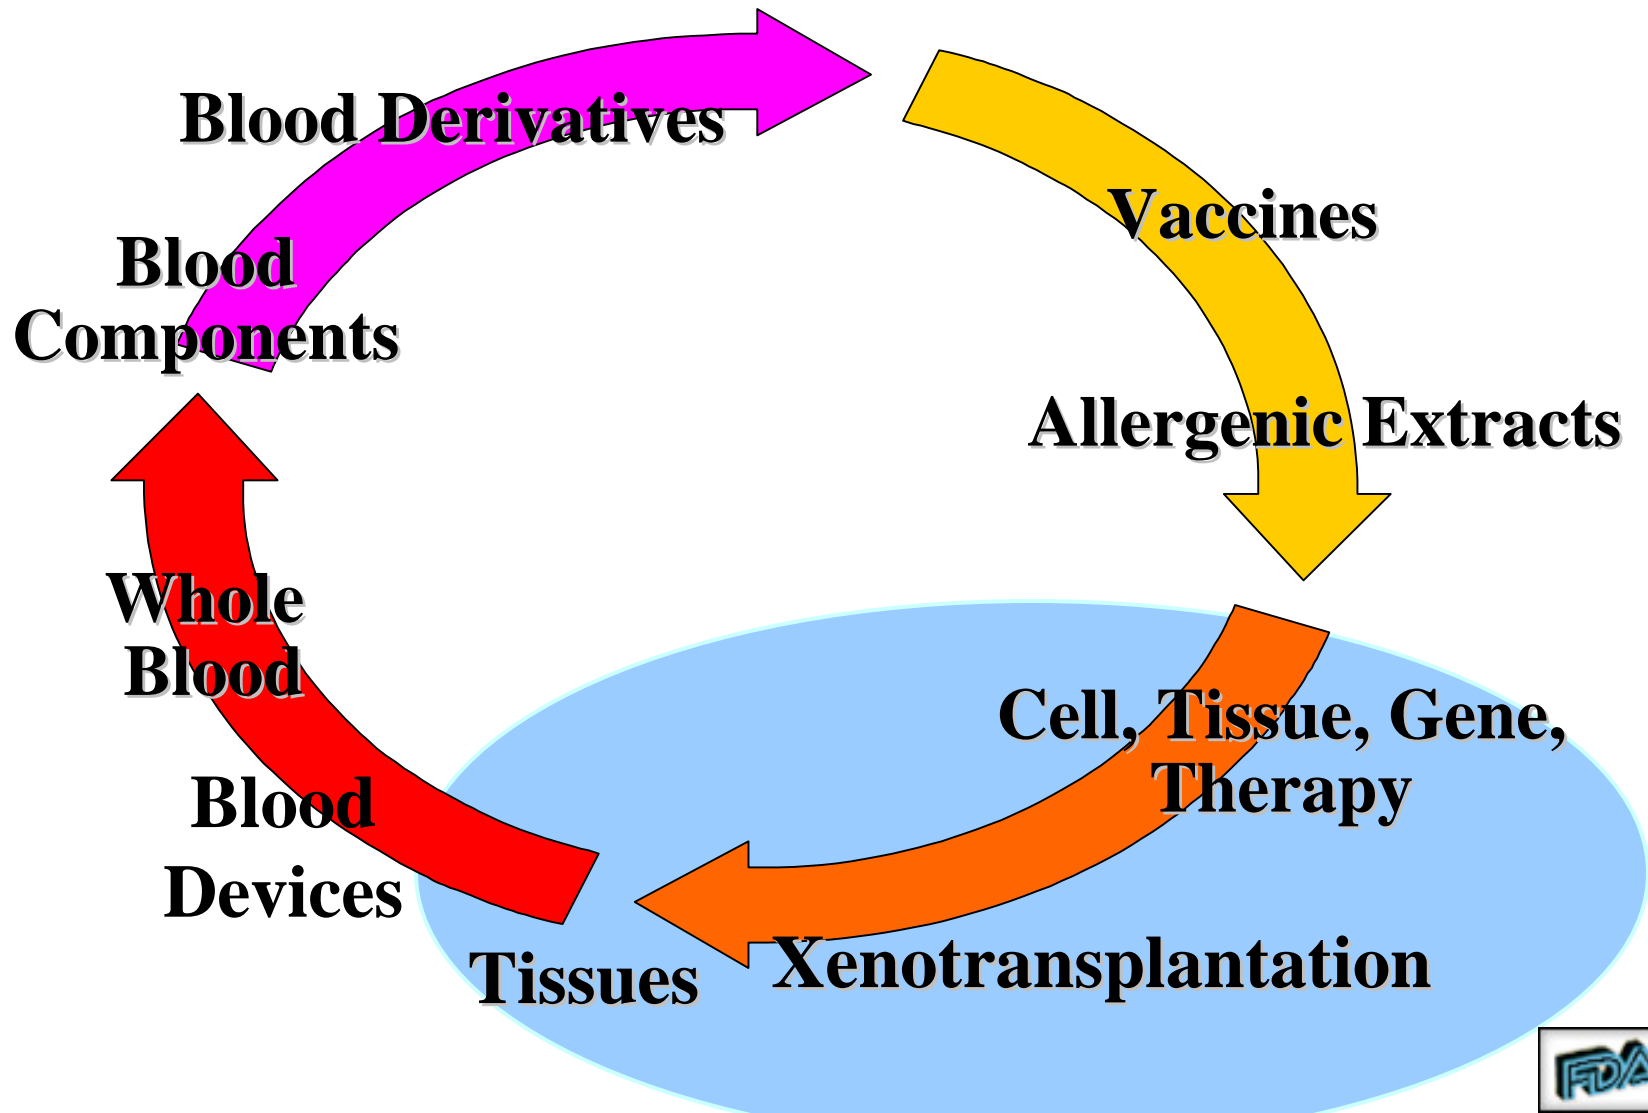 Blood Derivatives
Vaccines
Blood
Components
Allergenic Extracts
Whole
Blood
Cell, Tissue, Gene,
Therapy
Blood
Devices
Tissues
Xenotransplantation
FDA